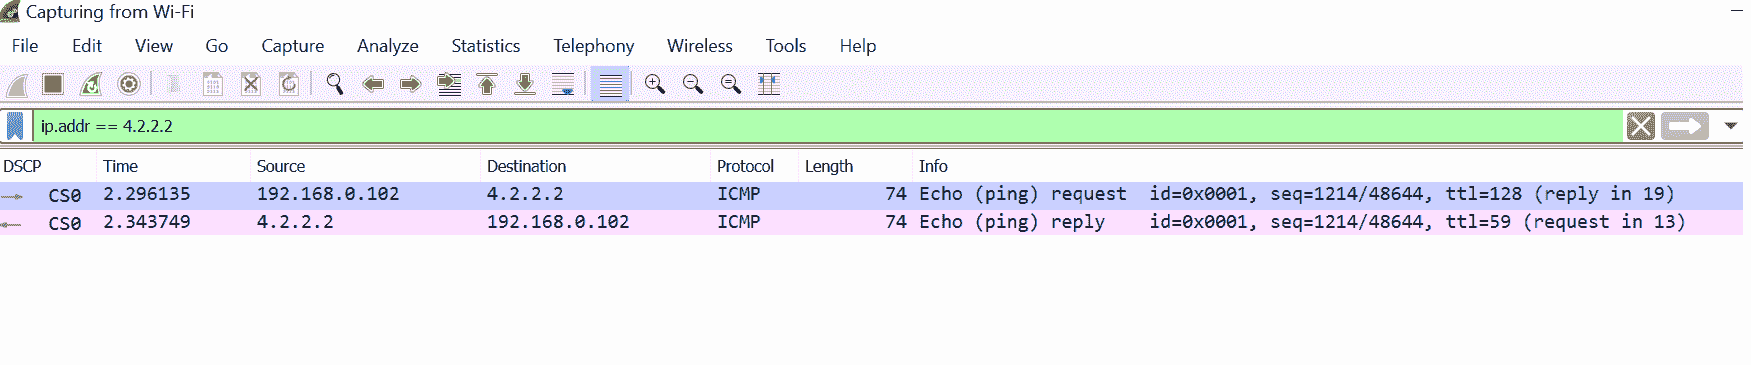 Capturing from Wi-Fi
File Edit View Go Capture Analyze Statistics Telephony Wireless Tools Help
ip.addr == 4.2.2.2
DSCP Time Source Destination Protocol Length Info
CS0 2.296135 192.168.0.102 4.2.2.2 ICMP 74 Echo (ping) request id=0x0001, seq=1214/48644, ttl=128 (reply in 19)
CS0 2.343749 4.2.2.2 192.168.0.102 ICMP 74 Echo (ping) reply id=0x0001, seq=1214/48644, ttl=59 (request in 13)